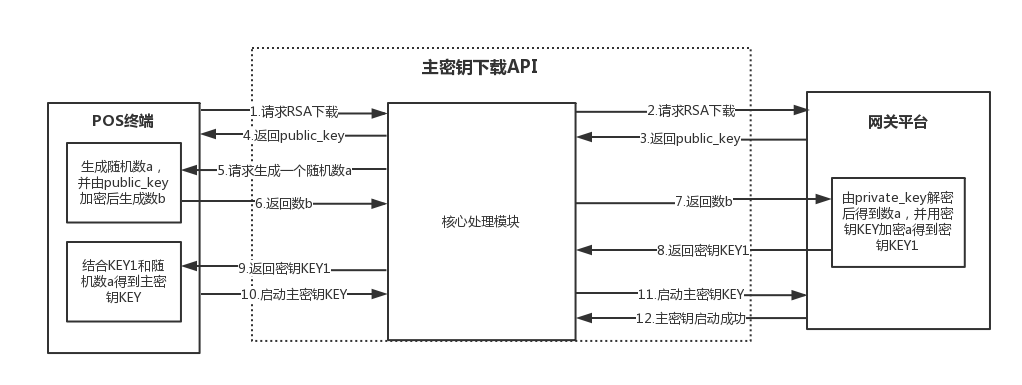 主密钥下载API
POS终端
网关平台
1.请求RSA下载
2.请求RSA下载
3.返回public_key
4.返回public_key
生成随机数a，
并由public_key
加密后生成数b
5.请求生成一个随机数a
6.返回数b
核心处理模块
7.返回数b
由private_key解密
后得到数a，并用密
钥KEY加密a得到密
钥KEY1
8.返回密钥KEY1
结合KEY1和随
机数a得到主密
钥KEY
9.返回密钥KEY1
10.启动主密钥KEY
11.启动主密钥KEY
12.主密钥启动成功